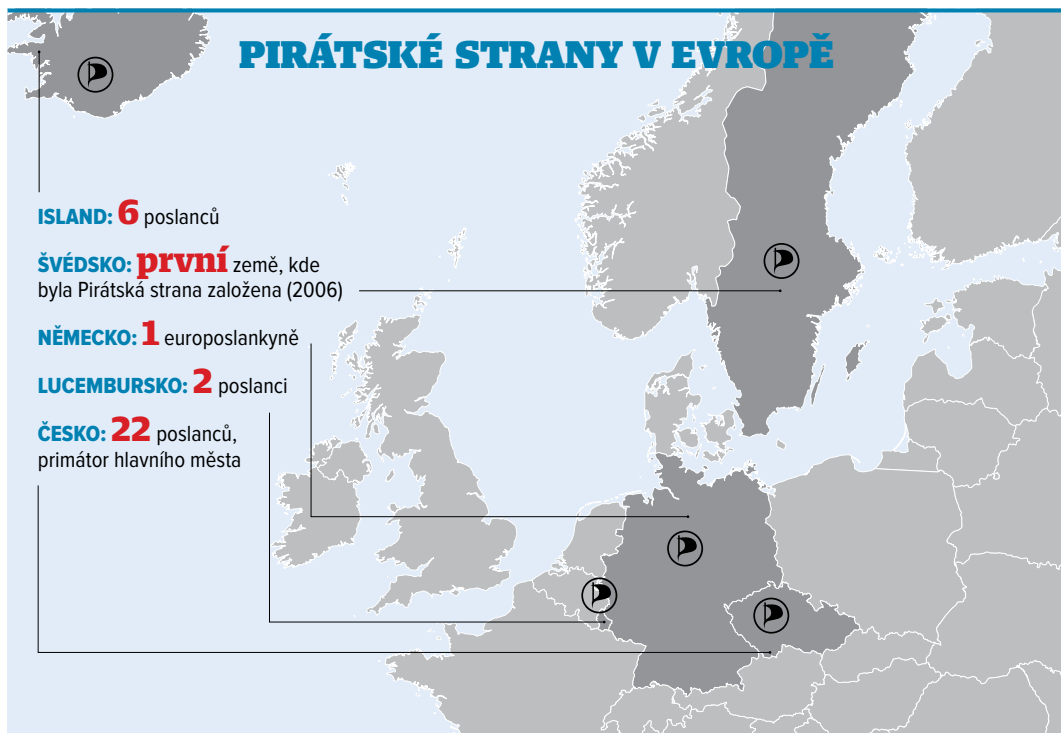 PIRÁTSKÉ STRANY V EVROPĚ
ISLAND: 6 poslanců
ŠVÉDSKO: první země, kde
byla Pirátská strana založena (2006)
NĚMECKO: 1 europoslankyně
LUCEMBURSKO: 2 poslanci
ČESKO: 22 poslanců,
primátor hlavního města